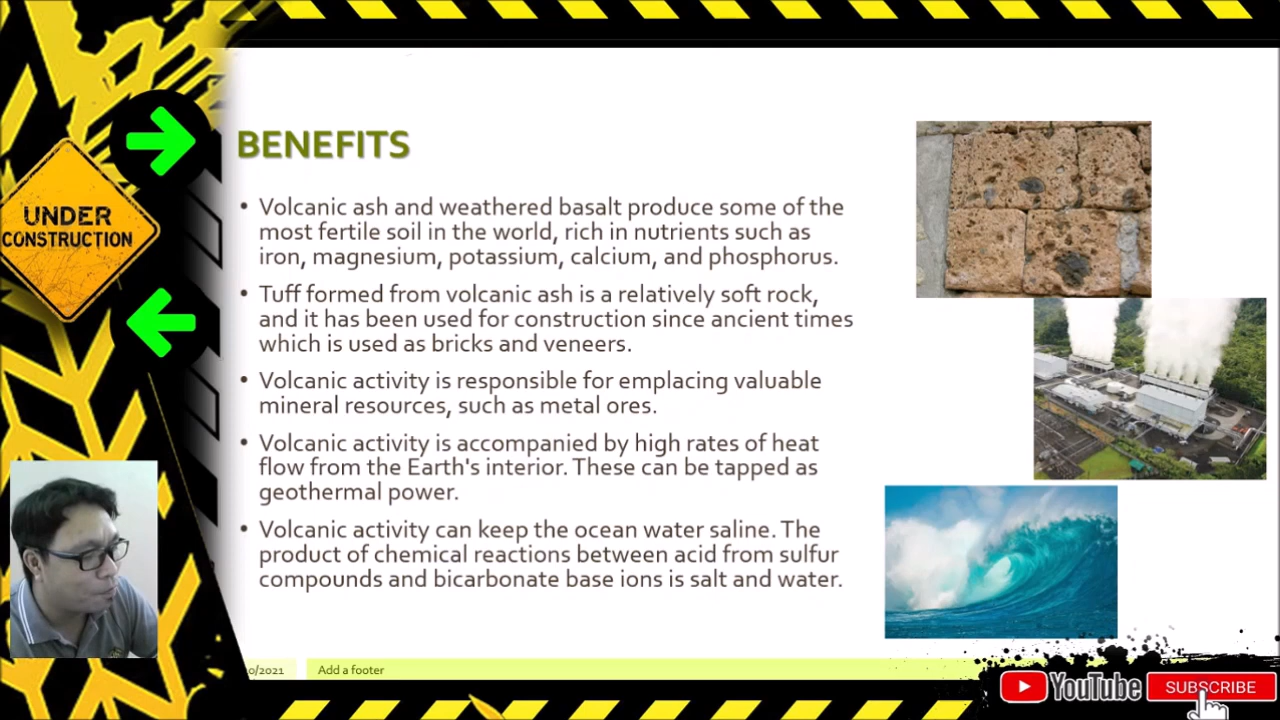 UNDER
CONSTRUCTION
BENEFITS
• Volcanic ash and weathered basalt produce some of the
most fertile soil in the world, rich in nutrients such as
iron, magnesium, potassium, calcium, and phosphorus.
• Tuff formed from volcanic ash is a relatively soft rock,
and it has been used for construction since ancient times
which is used as bricks and veneers.
• Volcanic activity is responsible for emplacing valuable
mineral resources, such as metal ores.
• Volcanic activity is accompanied by high rates of heat
flow from the Earth's interior. These can be tapped as
geothermal power.
• Volcanic activity can keep the ocean water saline. The
product of chemical reactions between acid from sulfur
compounds and bicarbonate base ions is salt and water.
0/2021
Add a footer
YouTube
SUBSCRIBE